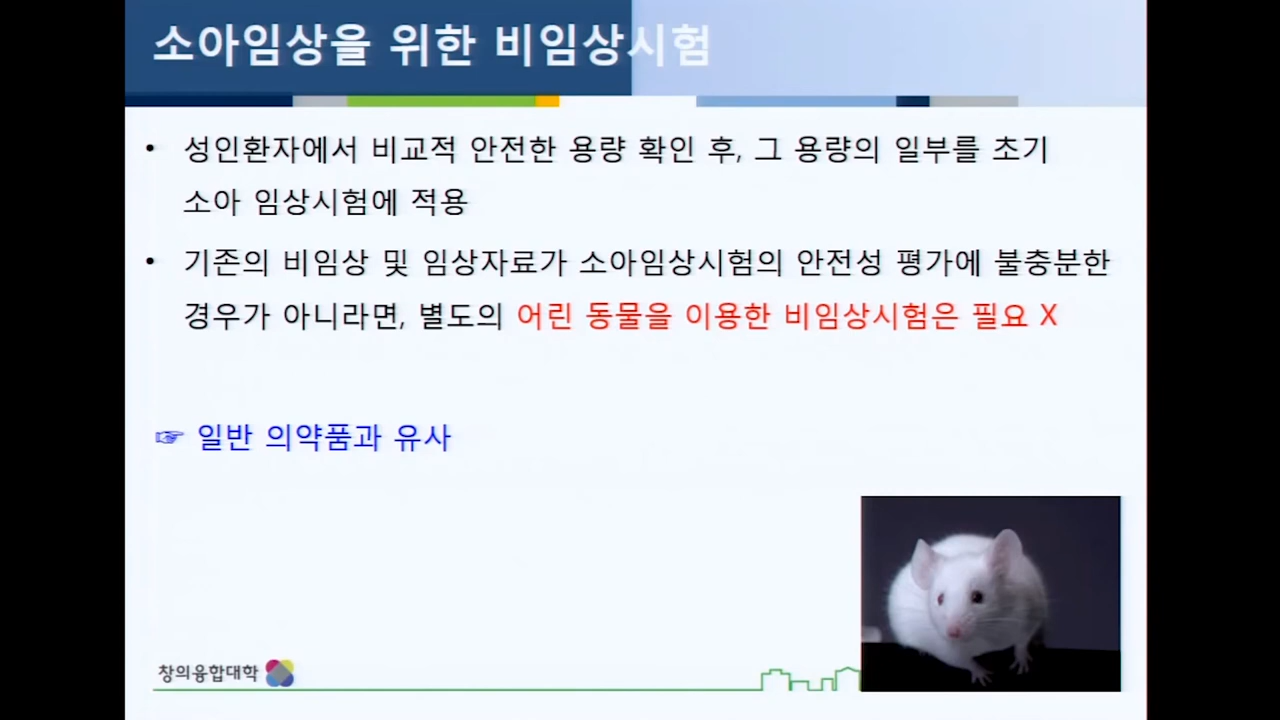 소아임상을 위한 비임상시험
• 성인환자에서 비교적 안전한 용량 확인 후, 그 용량의 일부를 초기
소아 임상시험에 적용
• 기존의 비임상 및 임상자료가 소아임상시험의 안전성 평가에 불충분한
경우가 아니라면, 별도의 어린 동물을 이용한 비임상시험은 필요 X
☞ 일반 의약품과 유사
창의융합대학